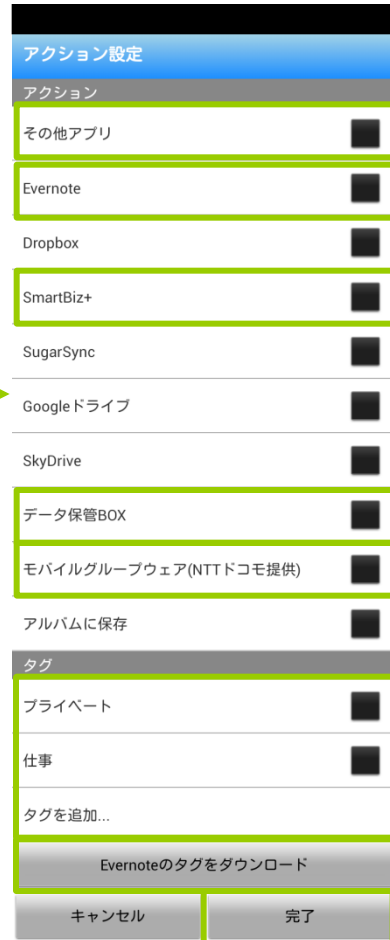 アクション設定
アクション
その他アプリ
Evernote
Dropbox
SmartBiz+
SugarSync
Googleドライブ
SkyDrive
データ保管BOX
モバイルグループウェア(NTTドコモ提供)
アルバムに保存
タグ
プライベート
仕事
タグを追加...
Evernoteのタグをダウンロード
キャンセル 完了